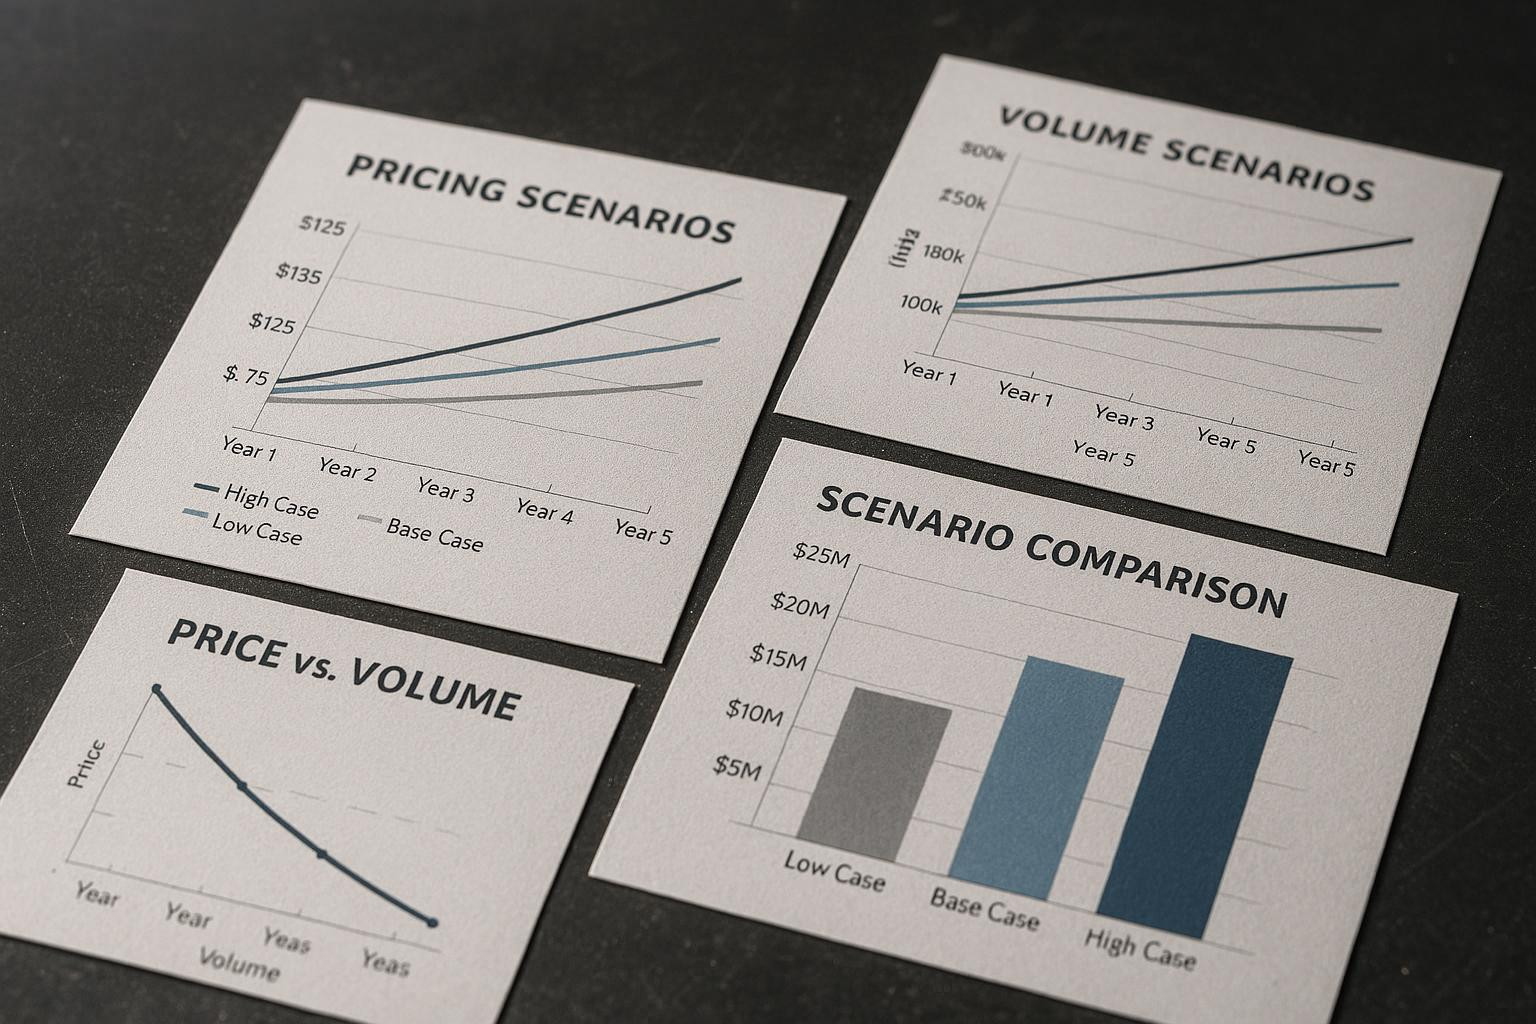 PRICING SCENARIOS
$125
$135
$125
$. 75
Year 1 Year 2 Year 3 Year 4 Year 5
High Case
Low Case
Base Case
VOLUME SCENARIOS
180k
100k
Year 1 Year 1 Year 3 Year 5 Year 5
Year 5
PRICE vs. VOLUME
Price
Year Year Yeas Yeas
Volume
SCENARIO COMPARISON
$25M
$20M
$15M
$10M
$5M
Low Case Base Case High Case